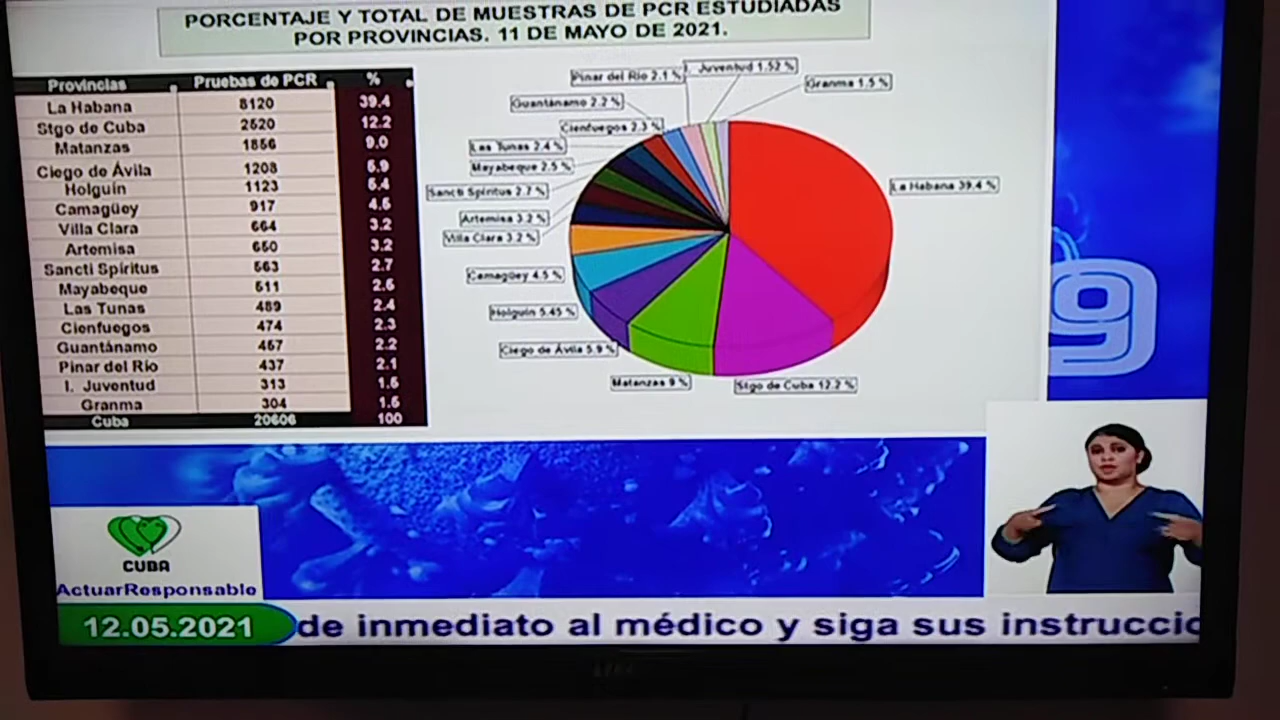 PORCENTAJE Y TOTAL DE MUESTRAS DE PCR ESTUDIADAS
POR PROVINCIAS. 11 DE MAYO DE 2021.
Provincias Pruebas de PCR %
La Habana 8120 39.4
Stgo de Cuba 2520 12.2
Matanzas 1856 9.0
Ciego de Ávila 1208 5.9
Holguín 1123 5.4
Camagüey 917 4.5
Villa Clara 664 3.2
Artemisa 650 3.2
Sancti Spíritus 563 2.7
Mayabeque 511 2.5
Las Tunas 489 2.4
Cienfuegos 474 2.3
Guantánamo 457 2.2
Pinar del Río 437 2.1
I. Juventud 313 1.5
Granma 304 1.5
Cuba 20606 100
Pinar del Río 2.1 %
I. Juventud 1.52 %
Granma 1.5 %
Guantánamo 2.2 %
Cienfuegos 2.3 %
Las Tunas 2.4 %
Mayabeque 2.5 %
Sancti Spíritus 2.7 %
Artemisa 3.2 %
Villa Clara 3.2 %
La Habana 39.4 %
Camagüey 4.5 %
Holguín 5.45 %
Ciego de Ávila 5.9 %
Matanzas 9 %
Stgo de Cuba 12.2 %
9
CUBA
ActuarResponsable
12.05.2021
de inmediato al médico y siga sus instruccio